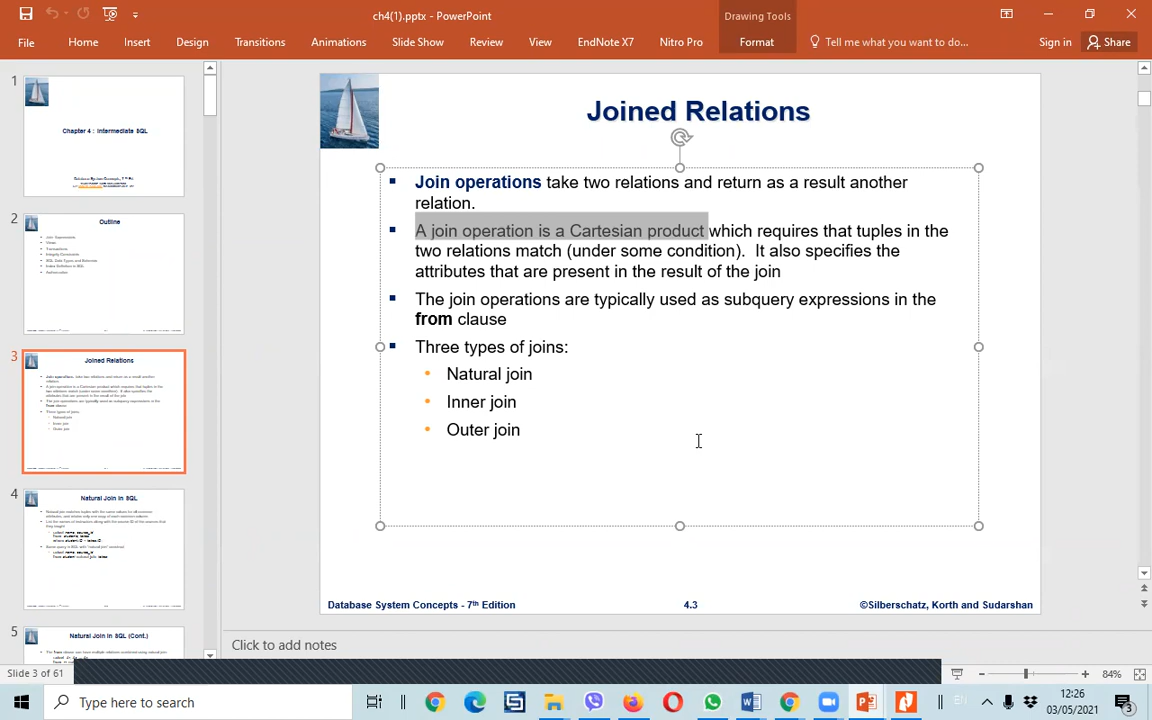 ch4(1).pptx - PowerPoint
Drawing Tools
File
Home
Insert
Design
Transitions
Animations
Slide Show
Review
View
EndNote X7
Nitro Pro
Format
Tell me what you want to do...
Sign in
Share
1
Chapter 4 : Intermediate SQL
2
Outline
3
Joined Relations
4
Natural Join in SQL
5
Natural Join in SQL (Cont.)
Joined Relations
Join operations take two relations and return as a result another
relation.
A join operation is a Cartesian product which requires that tuples in the
two relations match (under some condition). It also specifies the
attributes that are present in the result of the join
The join operations are typically used as subquery expressions in the
from clause
Three types of joins:
Natural join
Inner join
Outer join
Database System Concepts - 7th Edition
4.3
©Silberschatz, Korth and Sudarshan
Click to add notes
Slide 3 of 61
84%
Type here to search
12:26
03/05/2021
3